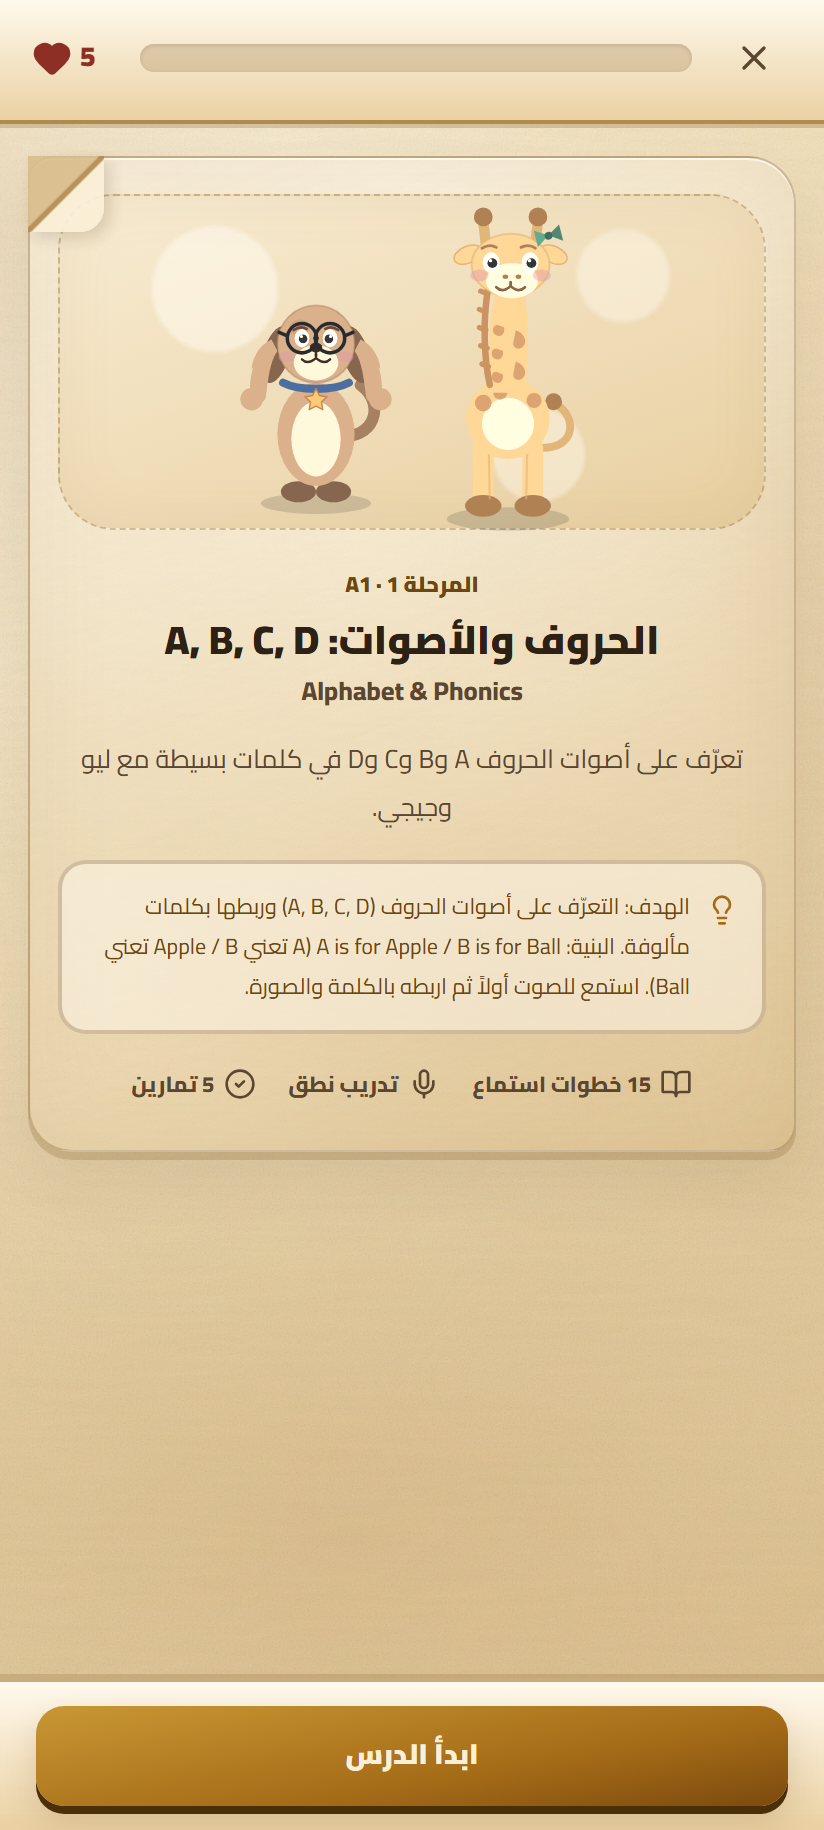 5
المرحلة 1 · A1
الحروف والأصوات: A, B, C, D
Alphabet & Phonics
تعرّف على أصوات الحروف A وB وC وD في كلمات بسيطة مع ليو
وجيجي.
الهدف: التعرّف على أصوات الحروف (A, B, C, D) وربطها بكلمات
مألوفة. البنية: A is for Apple / B is for Ball (A تعني Apple / B تعني
Ball). استمع للصوت أولاً ثم اربطه بالكلمة والصورة.
15 خطوات استماع
تدريب نطق
5 تمارين
ابدأ الدرس